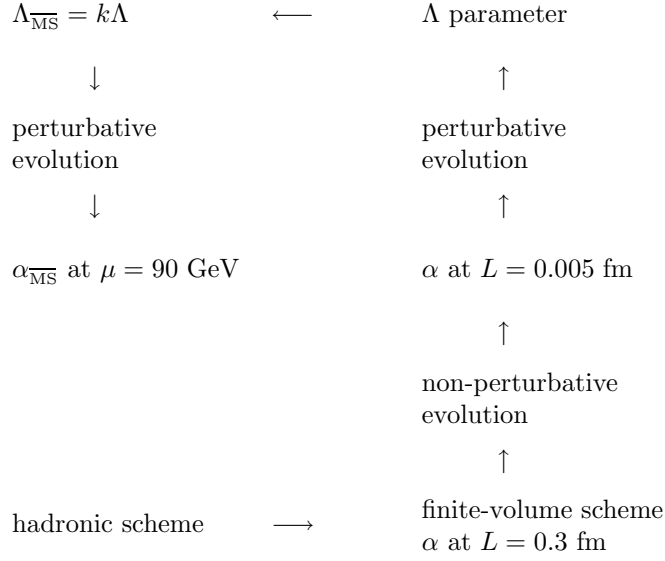 Λ_MS̅ = kΛ ← Λ parameter
↓ ↑
perturbative perturbative
evolution evolution
↓ ↑
α_MS̅ at μ = 90 GeV α at L = 0.005 fm
↑
non-perturbative
evolution
↑
hadronic scheme → finite-volume scheme
α at L = 0.3 fm